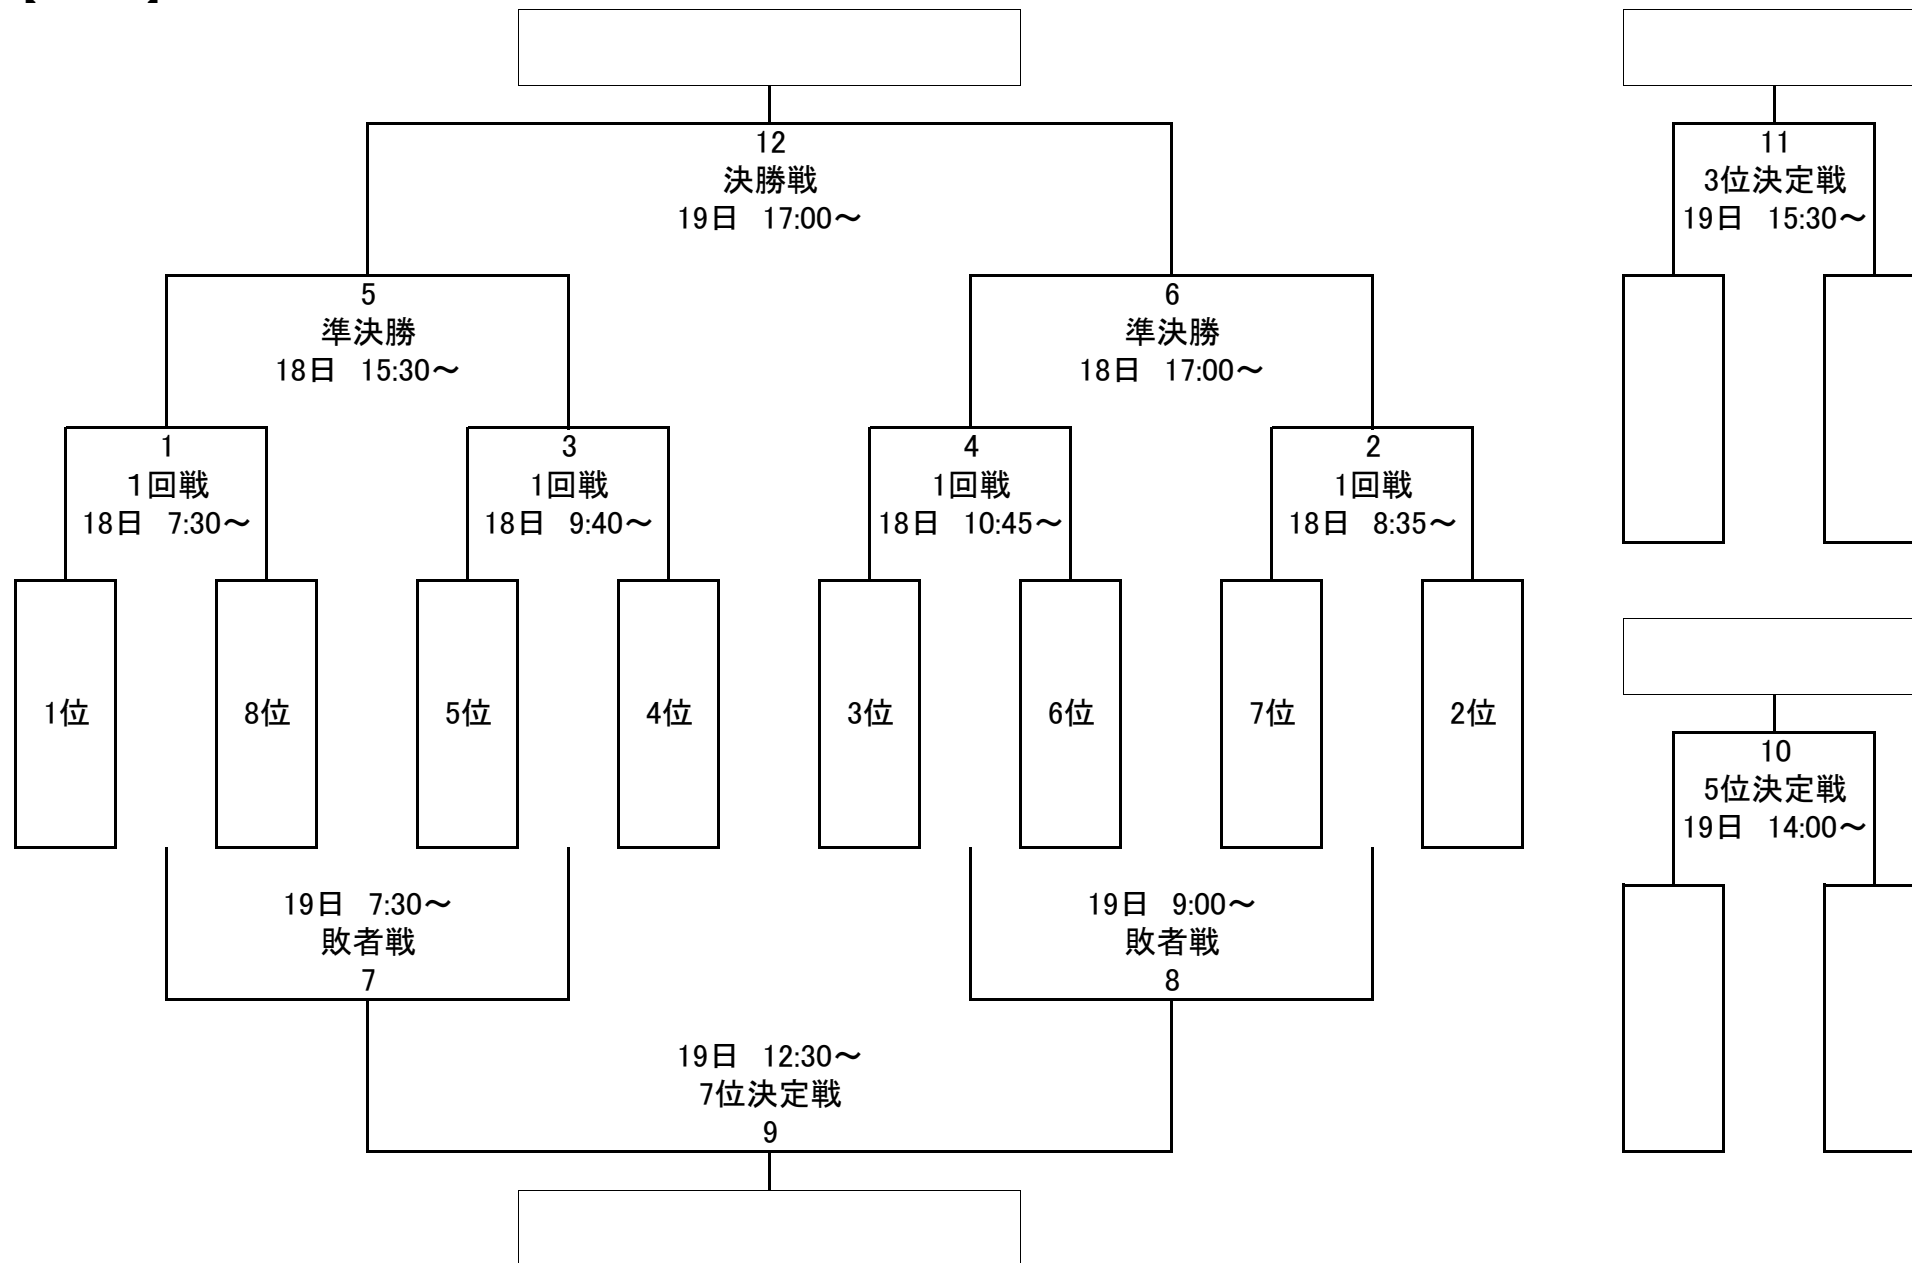 12
決勝戦
19日 17:00～
11
3位決定戦
19日 15:30～
5
準決勝
18日 15:30～
6
準決勝
18日 17:00～
1
１回戦
18日 7:30～
3
1回戦
18日 9:40～
4
1回戦
18日 10:45～
2
1回戦
18日 8:35～
1位
8位
5位
4位
3位
6位
7位
2位
10
5位決定戦
19日 14:00～
19日 7:30～
敗者戦
7
19日 9:00～
敗者戦
8
19日 12:30～
7位決定戦
9